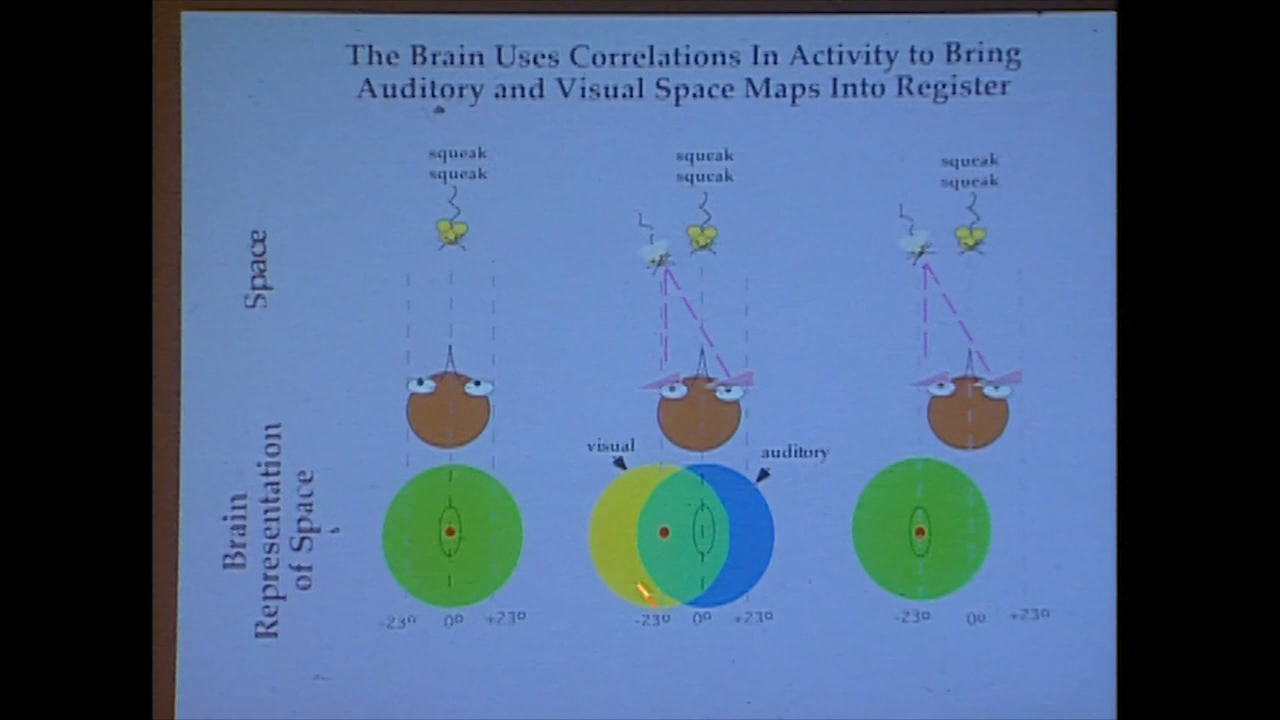 The Brain Uses Correlations In Activity to Bring
Auditory and Visual Space Maps Into Register
squeak
squeak
squeak
squeak
squeak
squeak
Space
visual
auditory
Brain
Representation
of Space
-23º 0º +23º
-23º 0º +23º
-23º 0º +23º